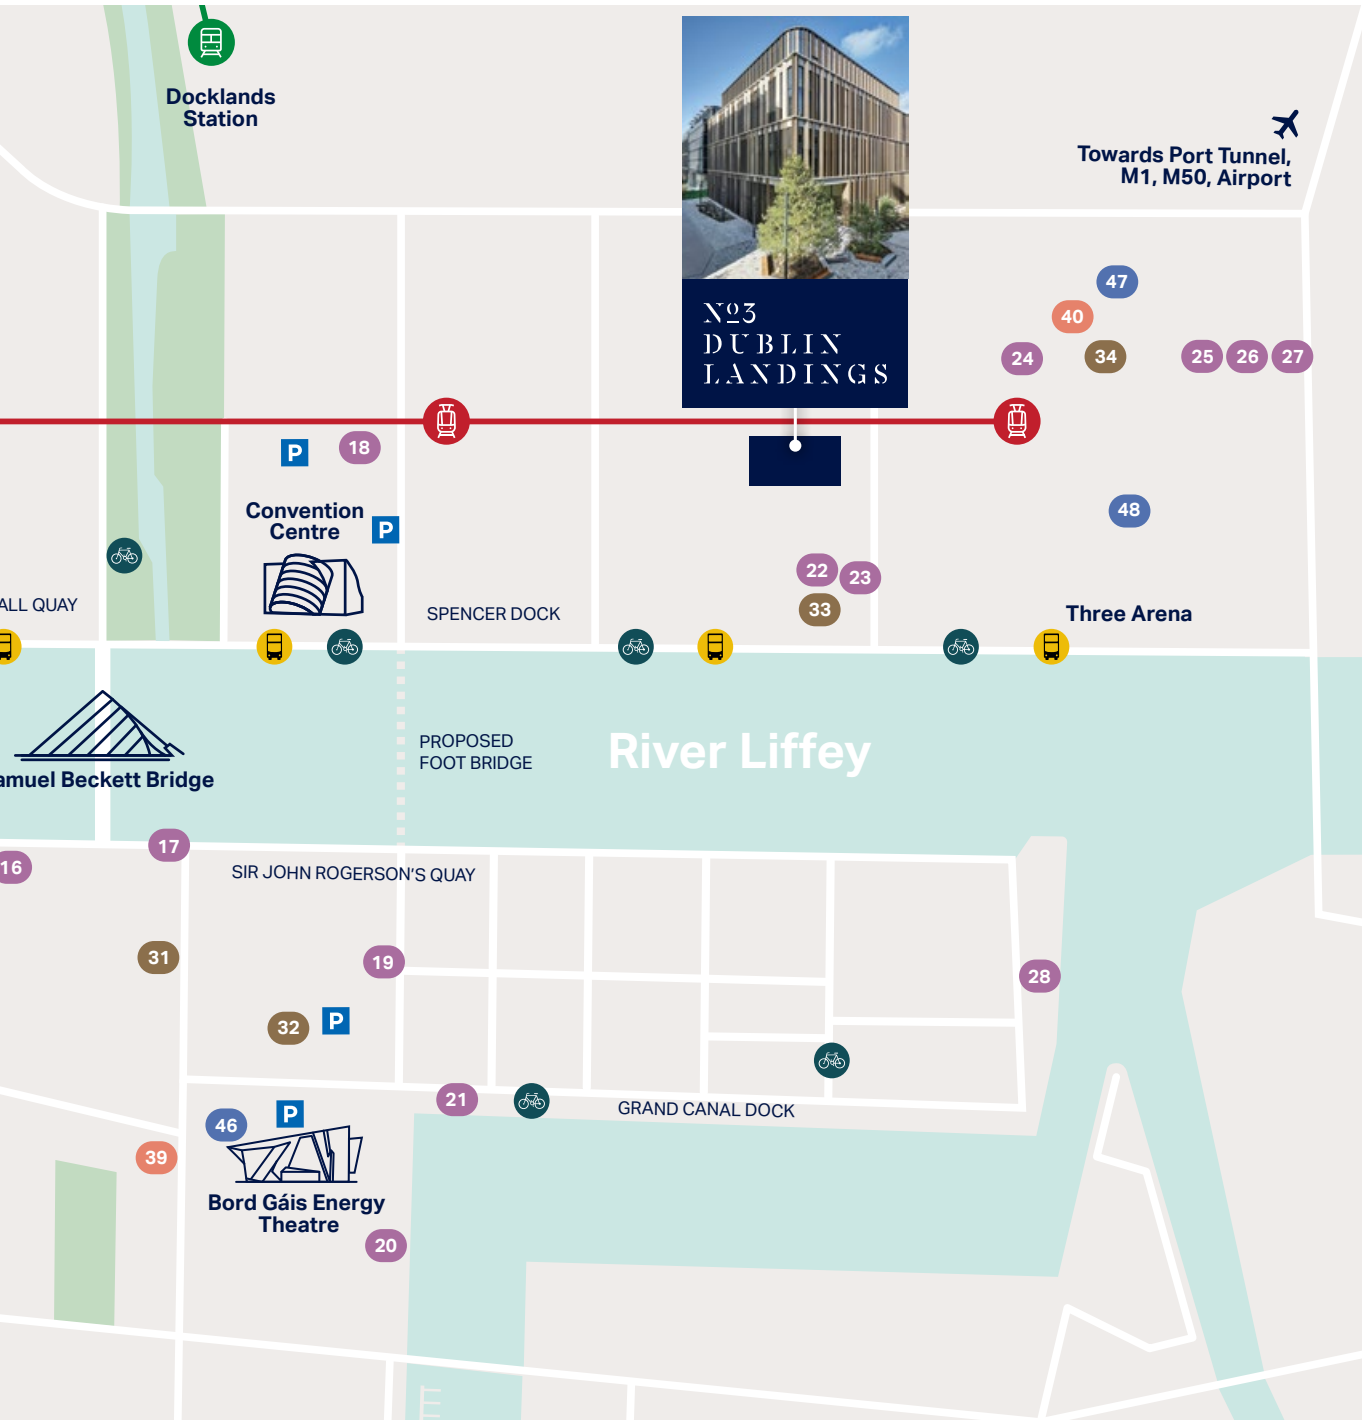 Docklands
Station
Towards Port Tunnel,
M1, M50, Airport
Nº3
DUBLIN
LANDINGS
47
40
24
34
25
26
27
P
18
Convention
Centre
P
48
22
23
33
ALL QUAY
SPENCER DOCK
Three Arena
PROPOSED
FOOT BRIDGE
River Liffey
amuel Beckett Bridge
17
16
SIR JOHN ROGERSON'S QUAY
31
19
28
32
P
21
GRAND CANAL DOCK
46
P
39
Bord Gáis Energy
Theatre
20